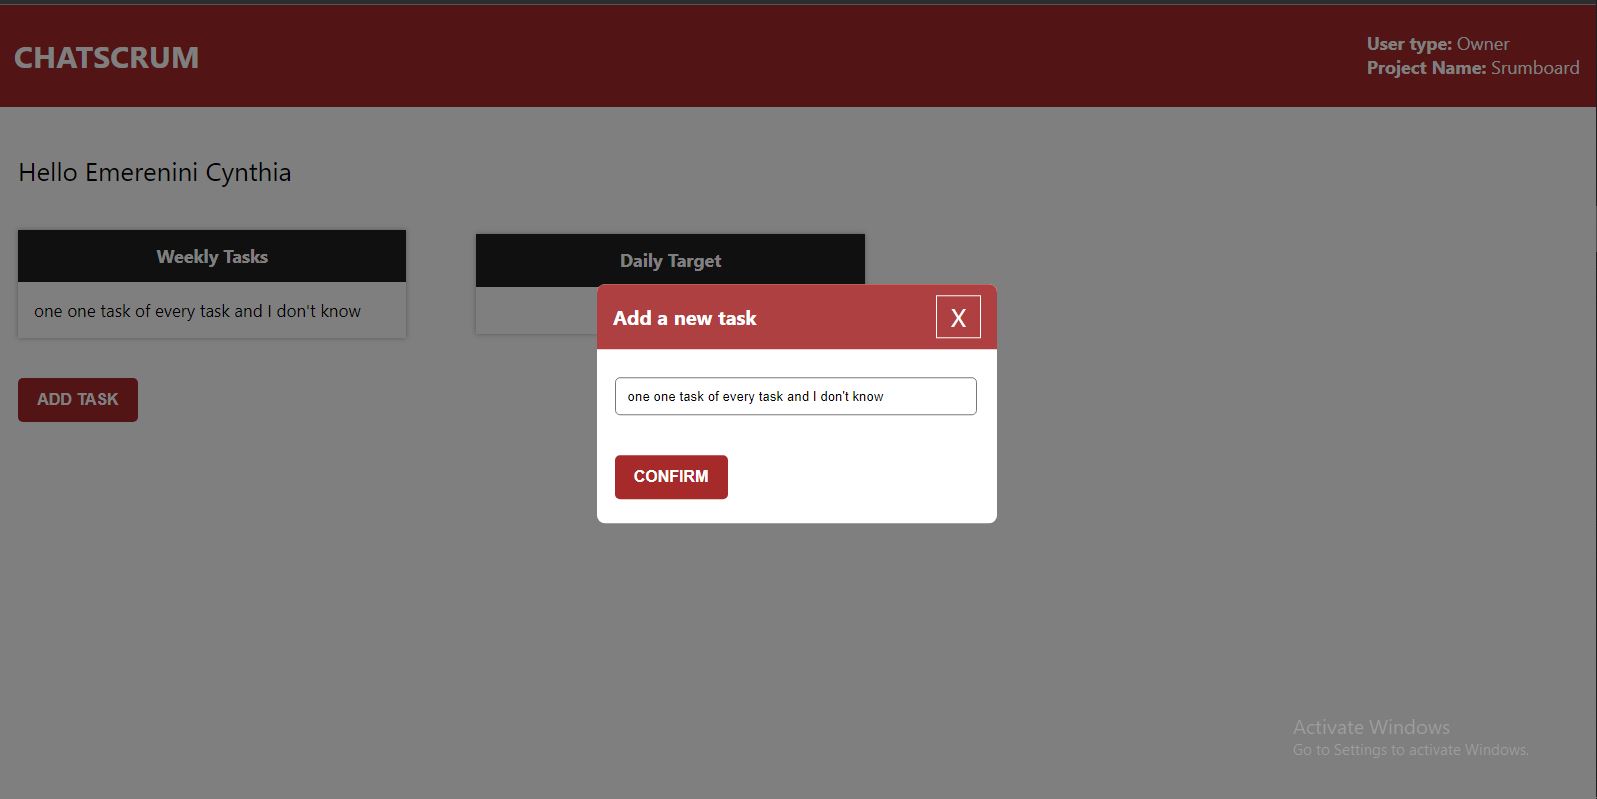 CHATSCRUM
User type: Owner
Project Name: Srumboard
Hello Emerenini Cynthia
Weekly Tasks
one one task of every task and I don't know
ADD TASK
Daily Target
Add a new task
X
one one task of every task and I don't know
CONFIRM
Activate Windows
Go to Settings to activate Windows.